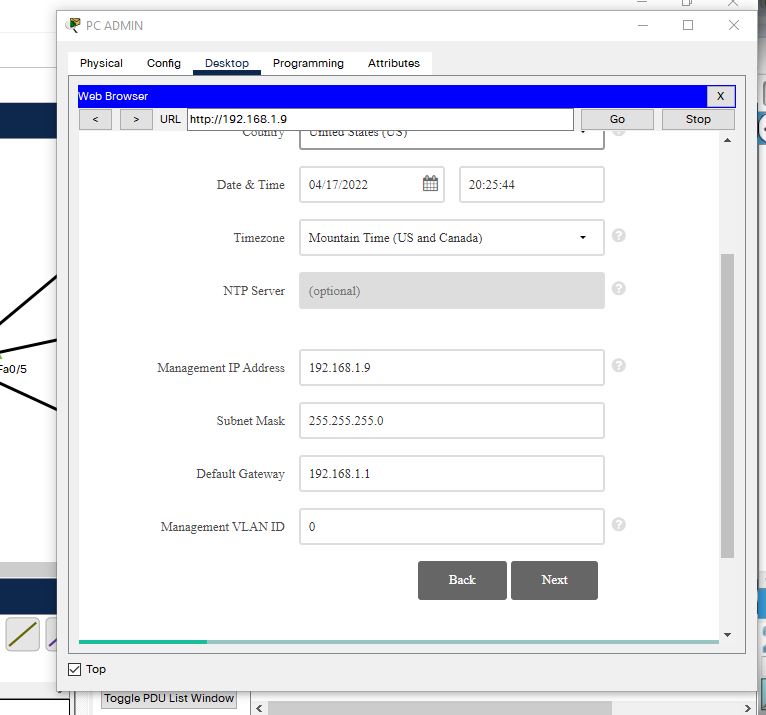 PC ADMIN
Physical Config Desktop Programming Attributes
Web Browser X
< > URL http://192.168.1.9 Go Stop
Country United States (US) ?
Date & Time 04/17/2022 20:25:44
Timezone Mountain Time (US and Canada) ?
NTP Server (optional) ?
Fa0/5
Management IP Address 192.168.1.9 ?
Subnet Mask 255.255.255.0
Default Gateway 192.168.1.1
Management VLAN ID 0 ?
Back Next
Top
Toggle PDU List Window